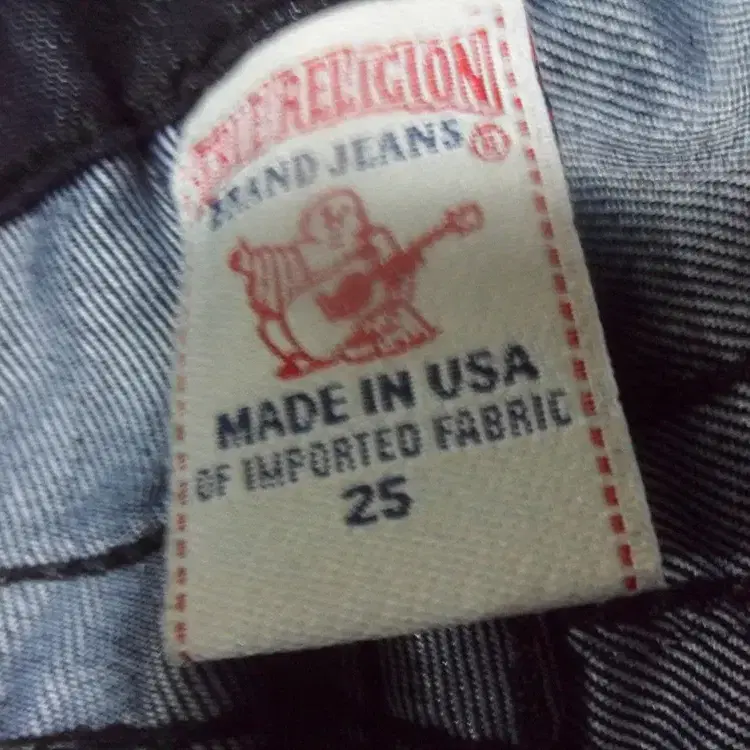 TRUE RELIGION
BRAND JEANS ®
MADE IN USA
OF IMPORTED FABRIC
25